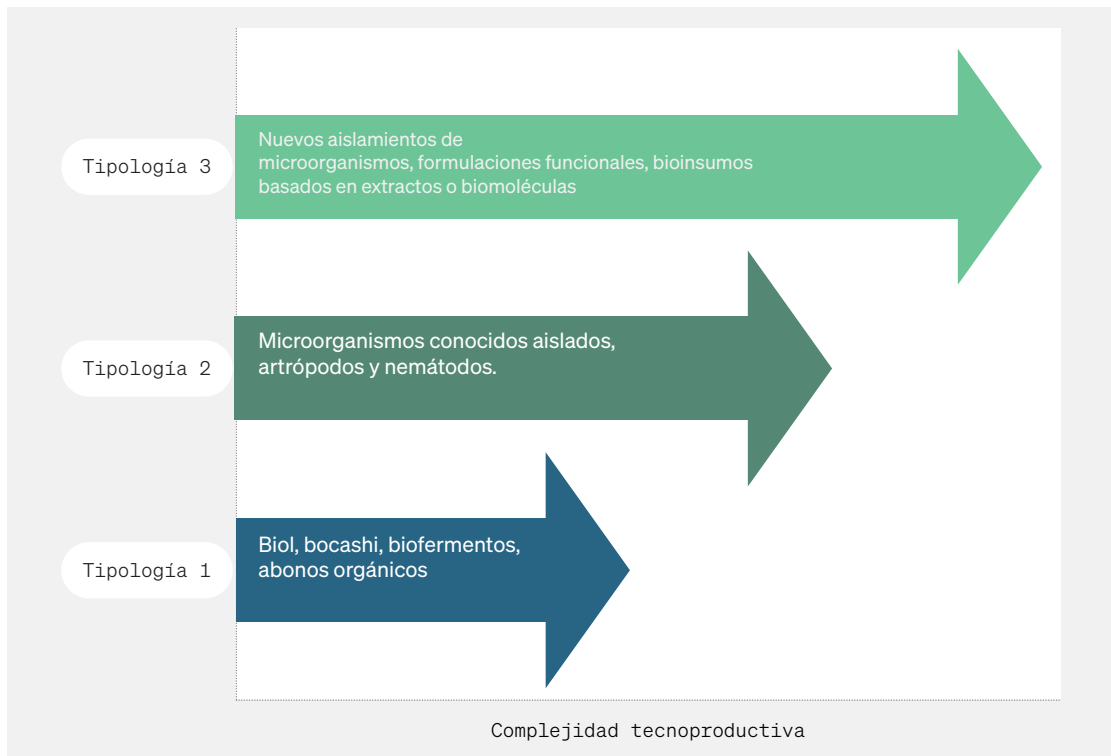 Tipología 3
Nuevos aislamientos de
microorganismos, formulaciones funcionales, bioinsumos
basados en extractos o biomoléculas
Tipología 2
Microorganismos conocidos aislados,
artrópodos y nemátodos.
Tipología 1
Biol, bocashi, biofermentos,
abonos orgánicos
Complejidad tecnoproductiva